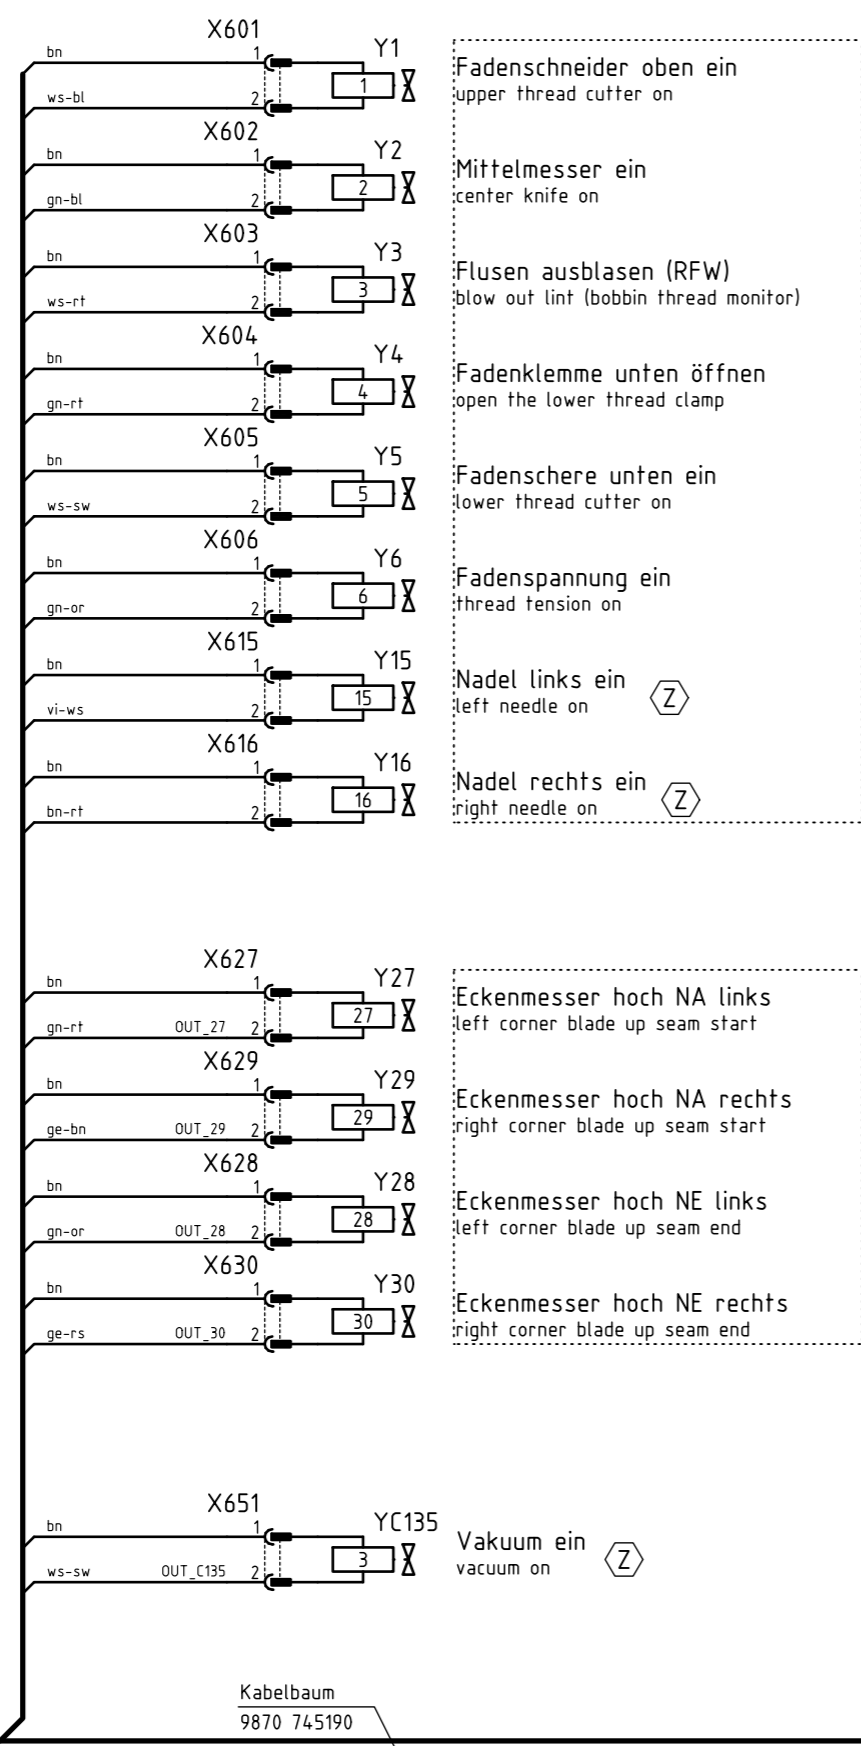 X601
bn 1 Y1
1
ws-bl 2
Fadenschneider oben ein
upper thread cutter on
X602
bn 1 Y2
2
gn-bl 2
Mittelmesser ein
center knife on
X603
bn 1 Y3
3
ws-rt 2
Flusen ausblasen (RFW)
blow out lint (bobbin thread monitor)
X604
bn 1 Y4
4
gn-rt 2
Fadenklemme unten öffnen
open the lower thread clamp
X605
bn 1 Y5
5
ws-sw 2
Fadenschere unten ein
lower thread cutter on
X606
bn 1 Y6
6
gn-or 2
Fadenspannung ein
thread tension on
X615
bn 1 Y15
15
vi-ws 2
Nadel links ein
left needle on
Z
X616
bn 1 Y16
16
bn-rt 2
Nadel rechts ein
right needle on
Z
X627
bn 1 Y27
27
gn-rt OUT_27 2
Eckenmesser hoch NA links
left corner blade up seam start
X629
bn 1 Y29
29
ge-bn OUT_29 2
Eckenmesser hoch NA rechts
right corner blade up seam start
X628
bn 1 Y28
28
gn-or OUT_28 2
Eckenmesser hoch NE links
left corner blade up seam end
X630
bn 1 Y30
30
ge-rs OUT_30 2
Eckenmesser hoch NE rechts
right corner blade up seam end
X651
bn 1 YC135
3
ws-sw OUT_C135 2
Vakuum ein
vacuum on
Z
Kabelbaum
9870 745190